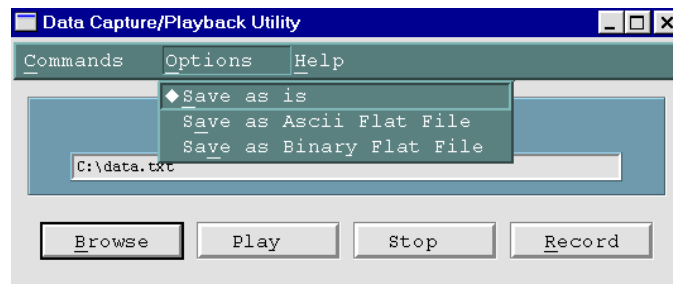 Data Capture/Playback Utility
Commands Options Help
Save as is
Save as Ascii Flat File
Save as Binary Flat File
C:\data.txt
Browse Play Stop Record